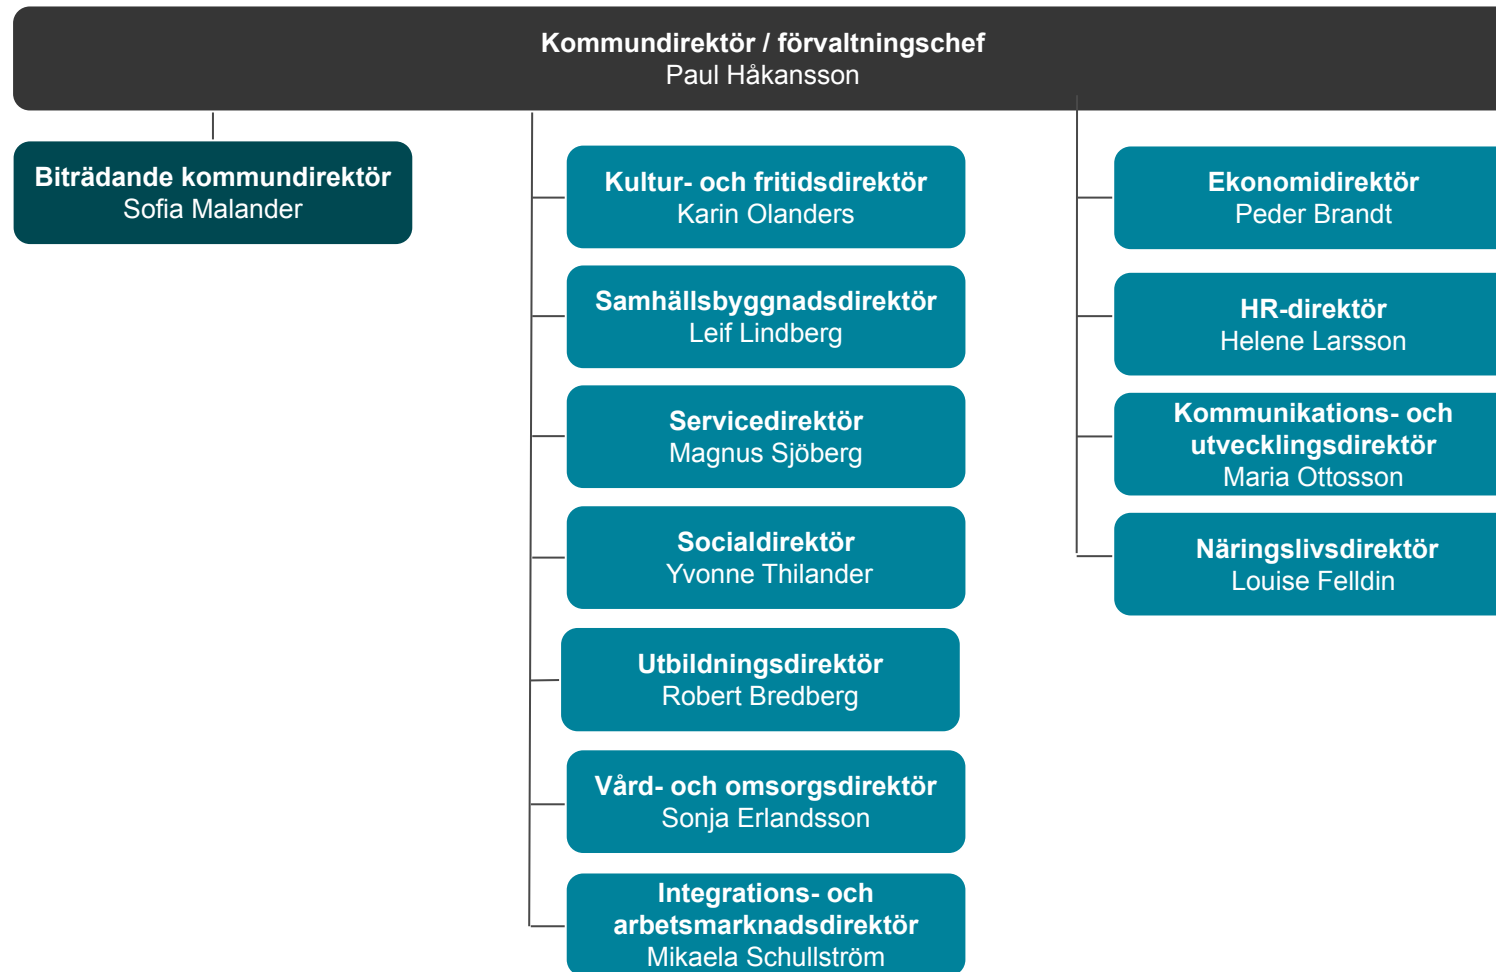 Kommundirektör / förvaltningschef
Paul Håkansson
Biträdande kommundirektör
Sofia Malander
Kultur- och fritidsdirektör
Karin Olanders
Samhällsbyggnadsdirektör
Leif Lindberg
Servicedirektör
Magnus Sjöberg
Socialdirektör
Yvonne Thilander
Utbildningsdirektör
Robert Bredberg
Vård- och omsorgsdirektör
Sonja Erlandsson
Integrations- och
arbetsmarknadsdirektör
Mikaela Schullström
Ekonomidirektör
Peder Brandt
HR-direktör
Helene Larsson
Kommunikations- och
utvecklingsdirektör
Maria Ottosson
Näringslivsdirektör
Louise Felldin